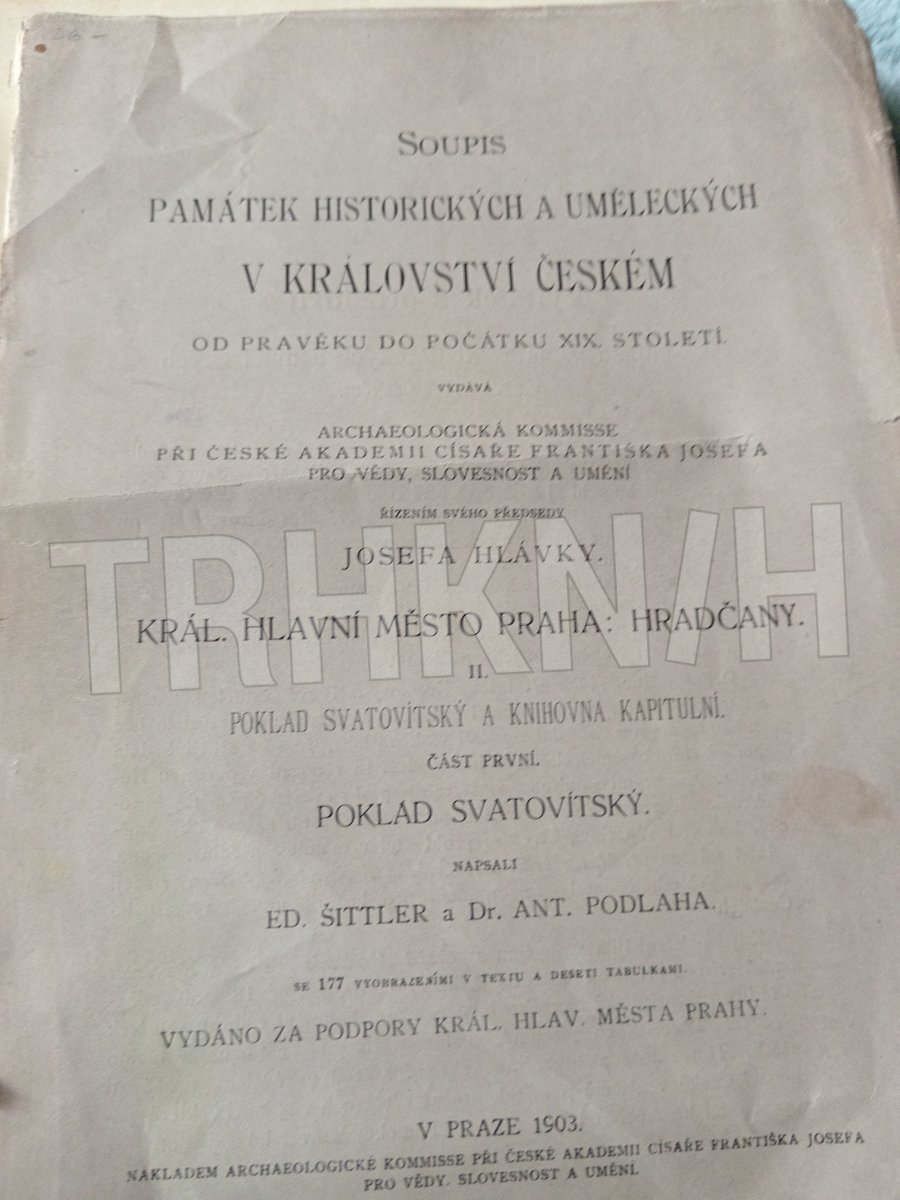 SOUPIS
PAMÁTEK HISTORICKÝCH A UMĚLECKÝCH
V KRÁLOVSTVÍ ČESKÉM
OD PRAVĚKU DO POČÁTKU XIX. STOLETÍ.
VYDÁVÁ
ARCHAEOLOGICKÁ KOMMISSE
PŘI ČESKÉ AKADEMII CÍSAŘE FRANTIŠKA JOSEFA
PRO VĚDY, SLOVESNOST A UMĚNÍ
ŘÍZENÍM SVÉHO PŘEDSEDY
JOSEFA HLÁVKY.
TRHKNIH
KRÁL. HLAVNÍ MĚSTO PRAHA: HRADČANY.
II.
POKLAD SVATOVÍTSKÝ A KNIHOVNA KAPITULNÍ.
ČÁST PRVNÍ.
POKLAD SVATOVÍTSKÝ.
NAPSALI
ED. ŠITTLER a Dr. ANT. PODLAHA.
SE 177 VYOBRAZENÍMI V TEXTU A DESETI TABULKAMI.
VYDÁNO ZA PODPORY KRÁL. HLAV. MĚSTA PRAHY.
V PRAZE 1903.
NÁKLADEM ARCHAEOLOGICKÉ KOMMISSE PŘI ČESKÉ AKADEMII CÍSAŘE FRANTIŠKA JOSEFA
PRO VĚDY, SLOVESNOST A UMĚNÍ.